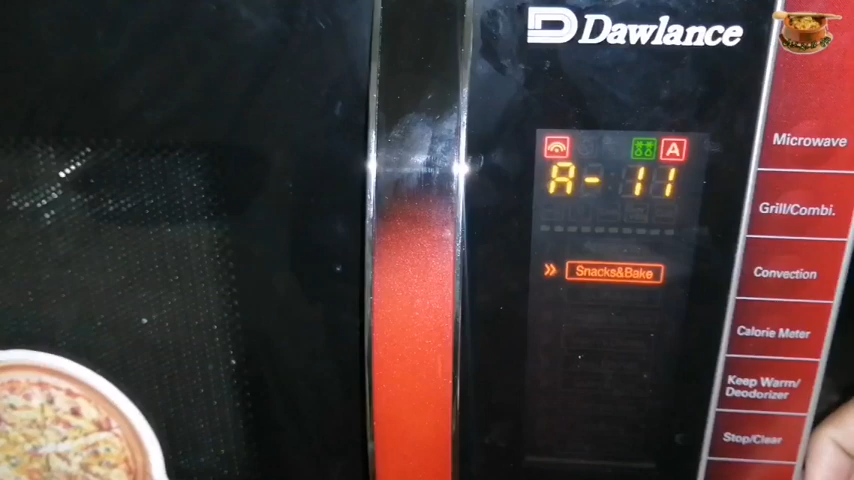 Dawlance
A
A-11
Snacks&Bake
Microwave
Grill/Combi.
Convection
Calorie Meter
Keep Warm/
Deodorizer
Stop/Clear